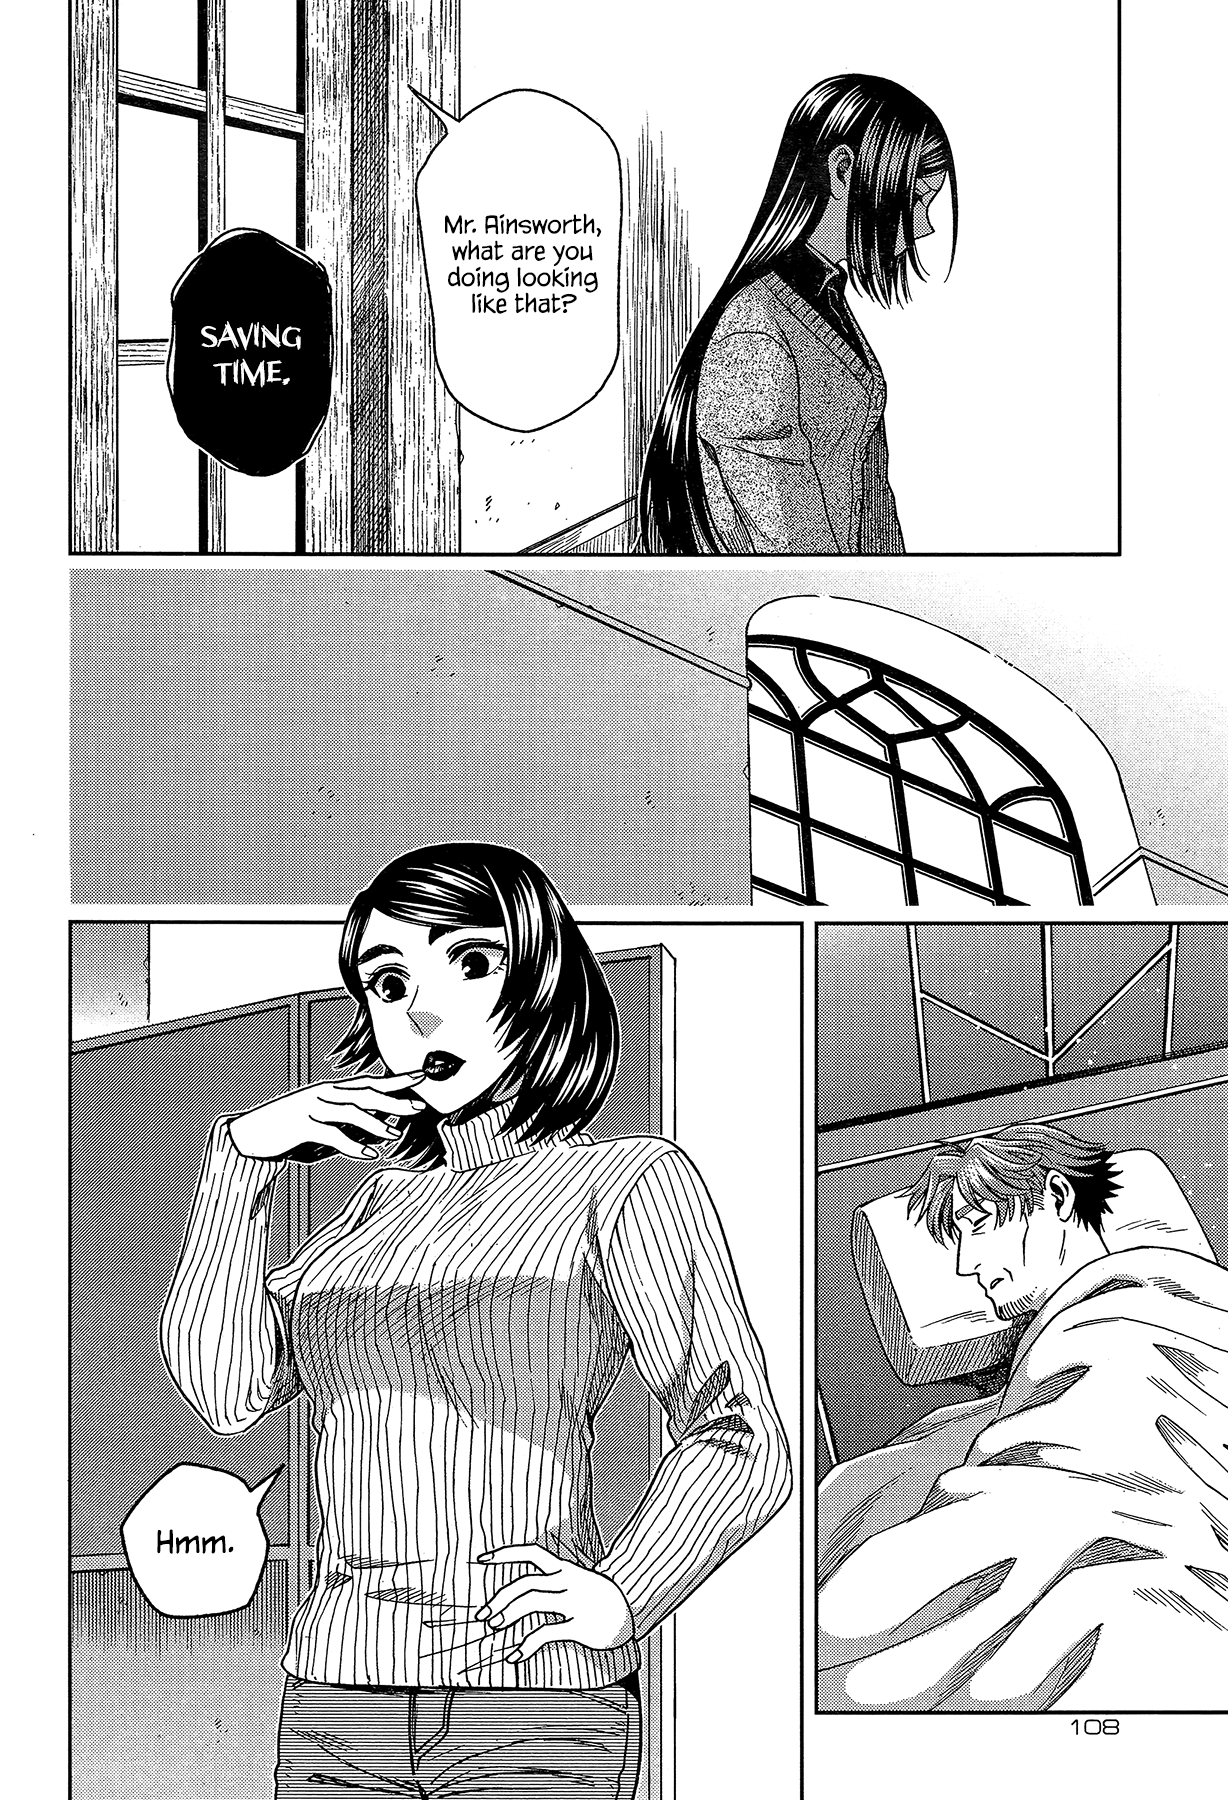 Mr. Ainsworth,
what are you
doing looking
like that?
SAVING
TIME.
Hmm.
108